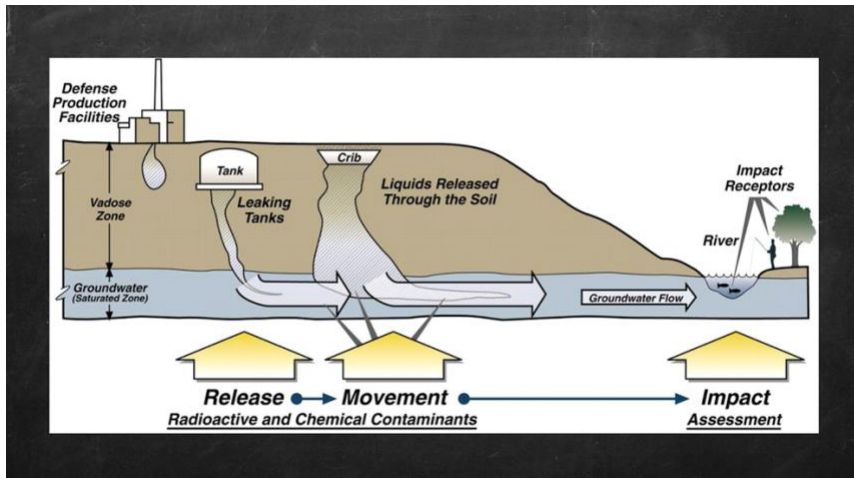 Defense
Production
Facilities
Tank
Crib
Leaking
Tanks
Liquids Released
Through the Soil
Vadose
Zone
Impact
Receptors
River
Groundwater
(Saturated Zone)
Groundwater Flow
Release
Movement
Impact
Radioactive and Chemical Contaminants
Assessment